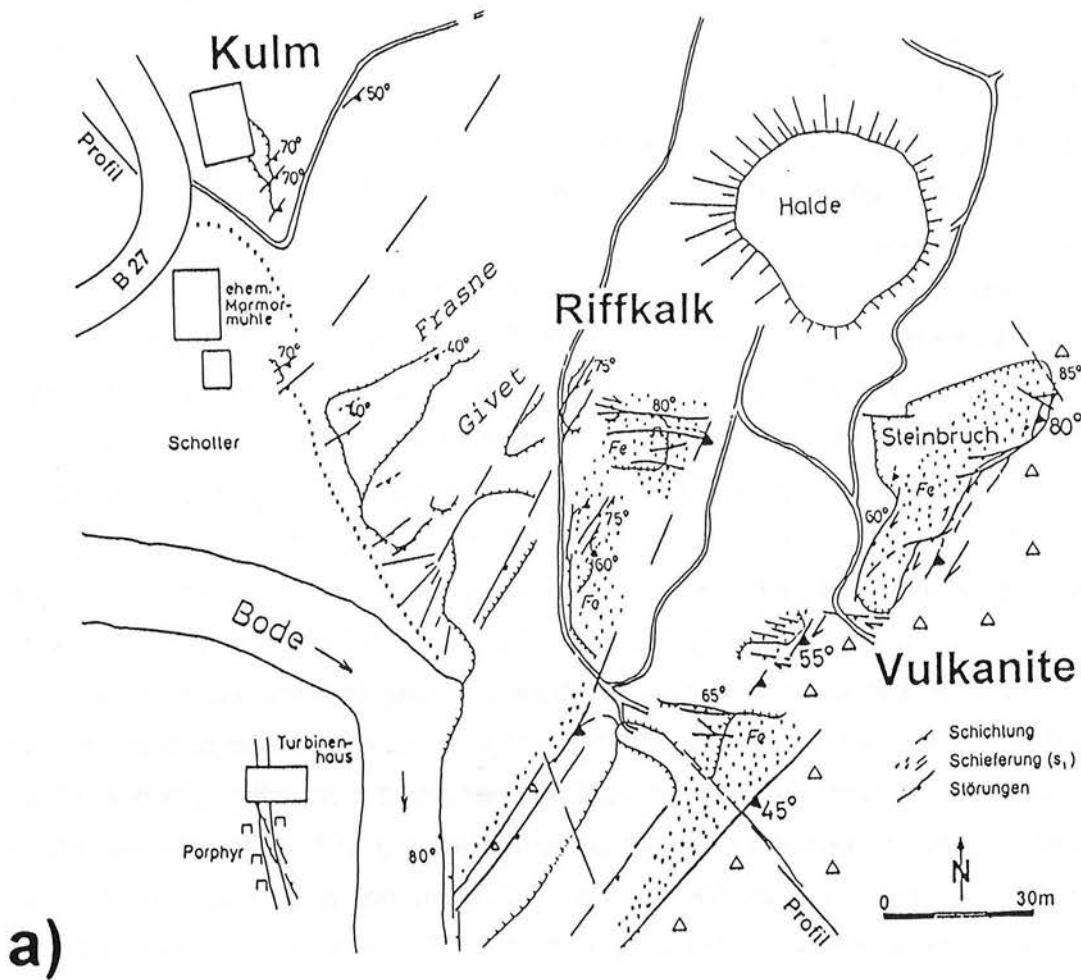 Kulm
50°
70°
70°
Profil
B 27
ehem.
Marmor-
mühle
70°
Schotter
Frasne
Givet
40°
40°
Riffkalk
Halde
75°
80°
Fe
75°
60°
Fe
85°
80°
Steinbruch
Fe
60°
55°
Vulkanite
65°
Fe
45°
Bode
Turbinen-
haus
Porphyr
80°
Profil
Schichtung
Schieferung (s₁)
Störungen
N
0 30m
a)